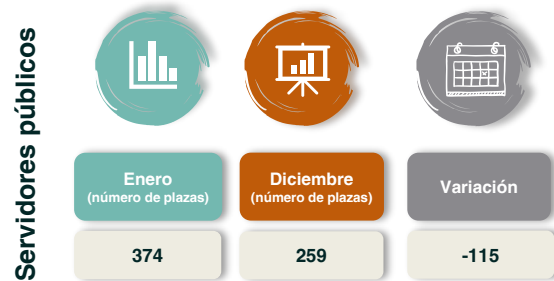 Servidores públicos
Enero
(número de plazas)
Diciembre
(número de plazas)
Variación
374
259
-115